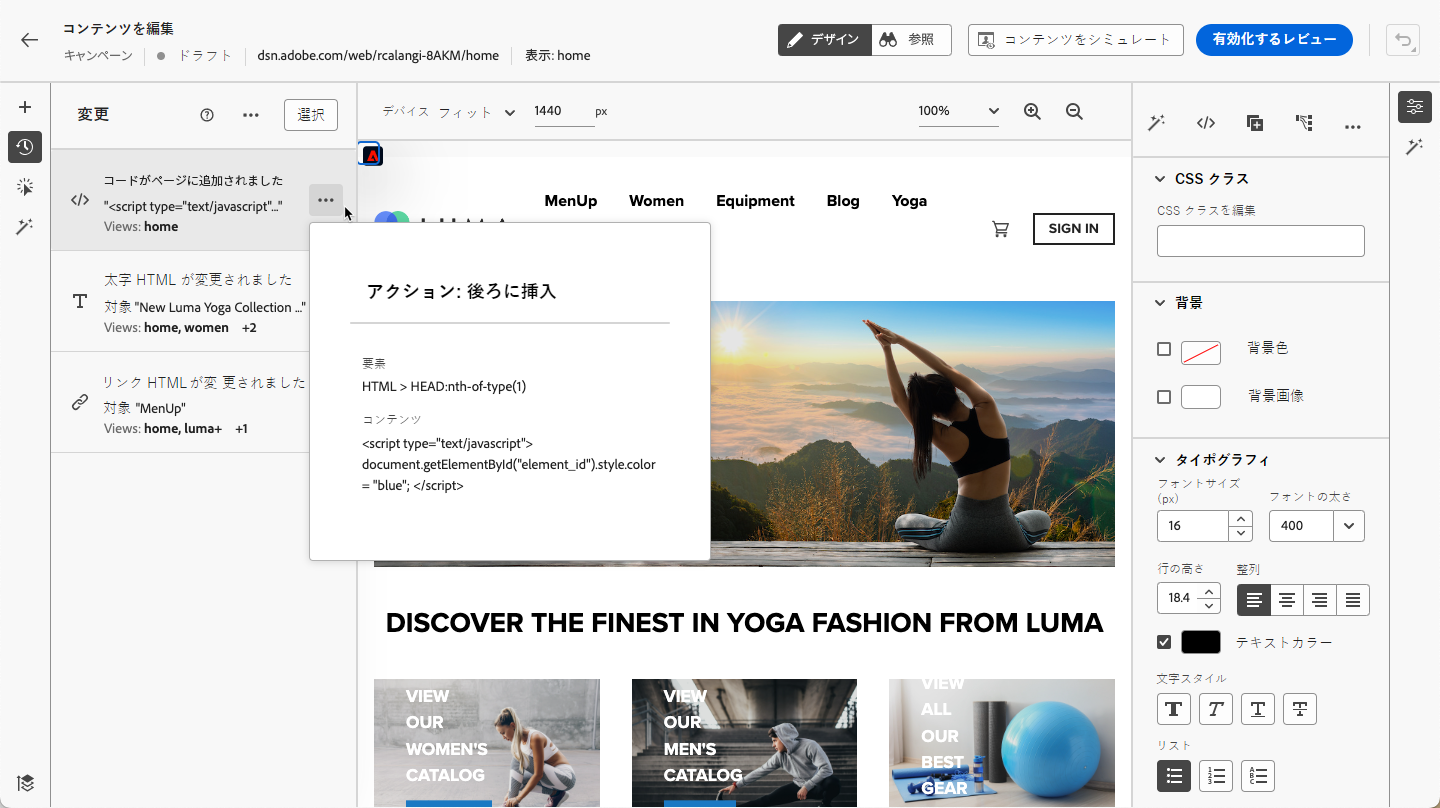 コンテンツを編集
キャンペーン ドラフト dsn.adobe.com/web/rcalangi-8AKM/home 表示: home
デザイン 参照 コンテンツをシミュレート 有効化するレビュー
変更 選択
コードがページに追加されました
"<script type="text/javascript"..."
Views: home
太字 HTML が変更されました
対象 "New Luma Yoga Collection ..."
Views: home, women +2
リンク HTMLが変 更されました
対象 "MenUp"
Views: home, luma+ +1
デバイス フィット 1440 px 100%
MenUp Women Equipment Blog Yoga
SIGN IN
アクション: 後ろに挿入
要素
HTML > HEAD:nth-of-type(1)
コンテンツ
<script type="text/javascript">
document.getElementById("element_id").style.color
= "blue"; </script>
DISCOVER THE FINEST IN YOGA FASHION FROM LUMA
VIEW
OUR
WOMEN'S
CATALOG
VIEW
OUR
MEN'S
CATALOG
VIEW
ALL
OUR
BEST
GEAR
CSS クラス
CSS クラスを編集
背景
背景色
背景画像
タイポグラフィ
フォントサイズ
(px)
フォントの太さ
16
400
行の高さ
整列
18.4
テキストカラー
文字スタイル
リスト